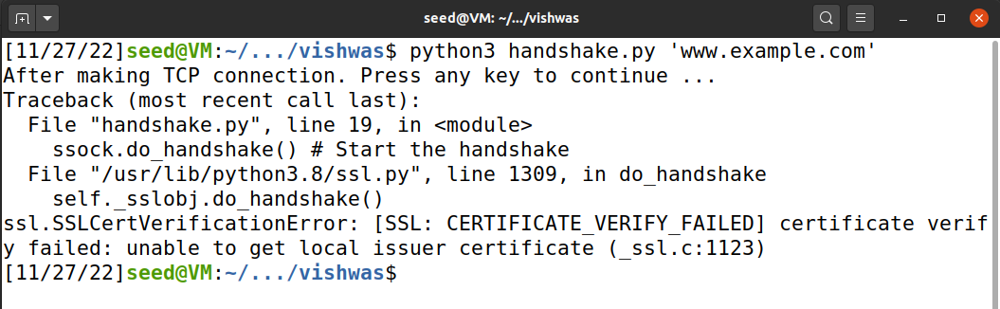 seed@VM: ~/.../vishwas
[11/27/22]seed@VM:~/.../vishwas$ python3 handshake.py 'www.example.com'
After making TCP connection. Press any key to continue ...
Traceback (most recent call last):
  File "handshake.py", line 19, in <module>
    ssock.do_handshake() # Start the handshake
  File "/usr/lib/python3.8/ssl.py", line 1309, in do_handshake
    self._sslobj.do_handshake()
ssl.SSLCertVerificationError: [SSL: CERTIFICATE_VERIFY_FAILED] certificate verif
y failed: unable to get local issuer certificate (_ssl.c:1123)
[11/27/22]seed@VM:~/.../vishwas$